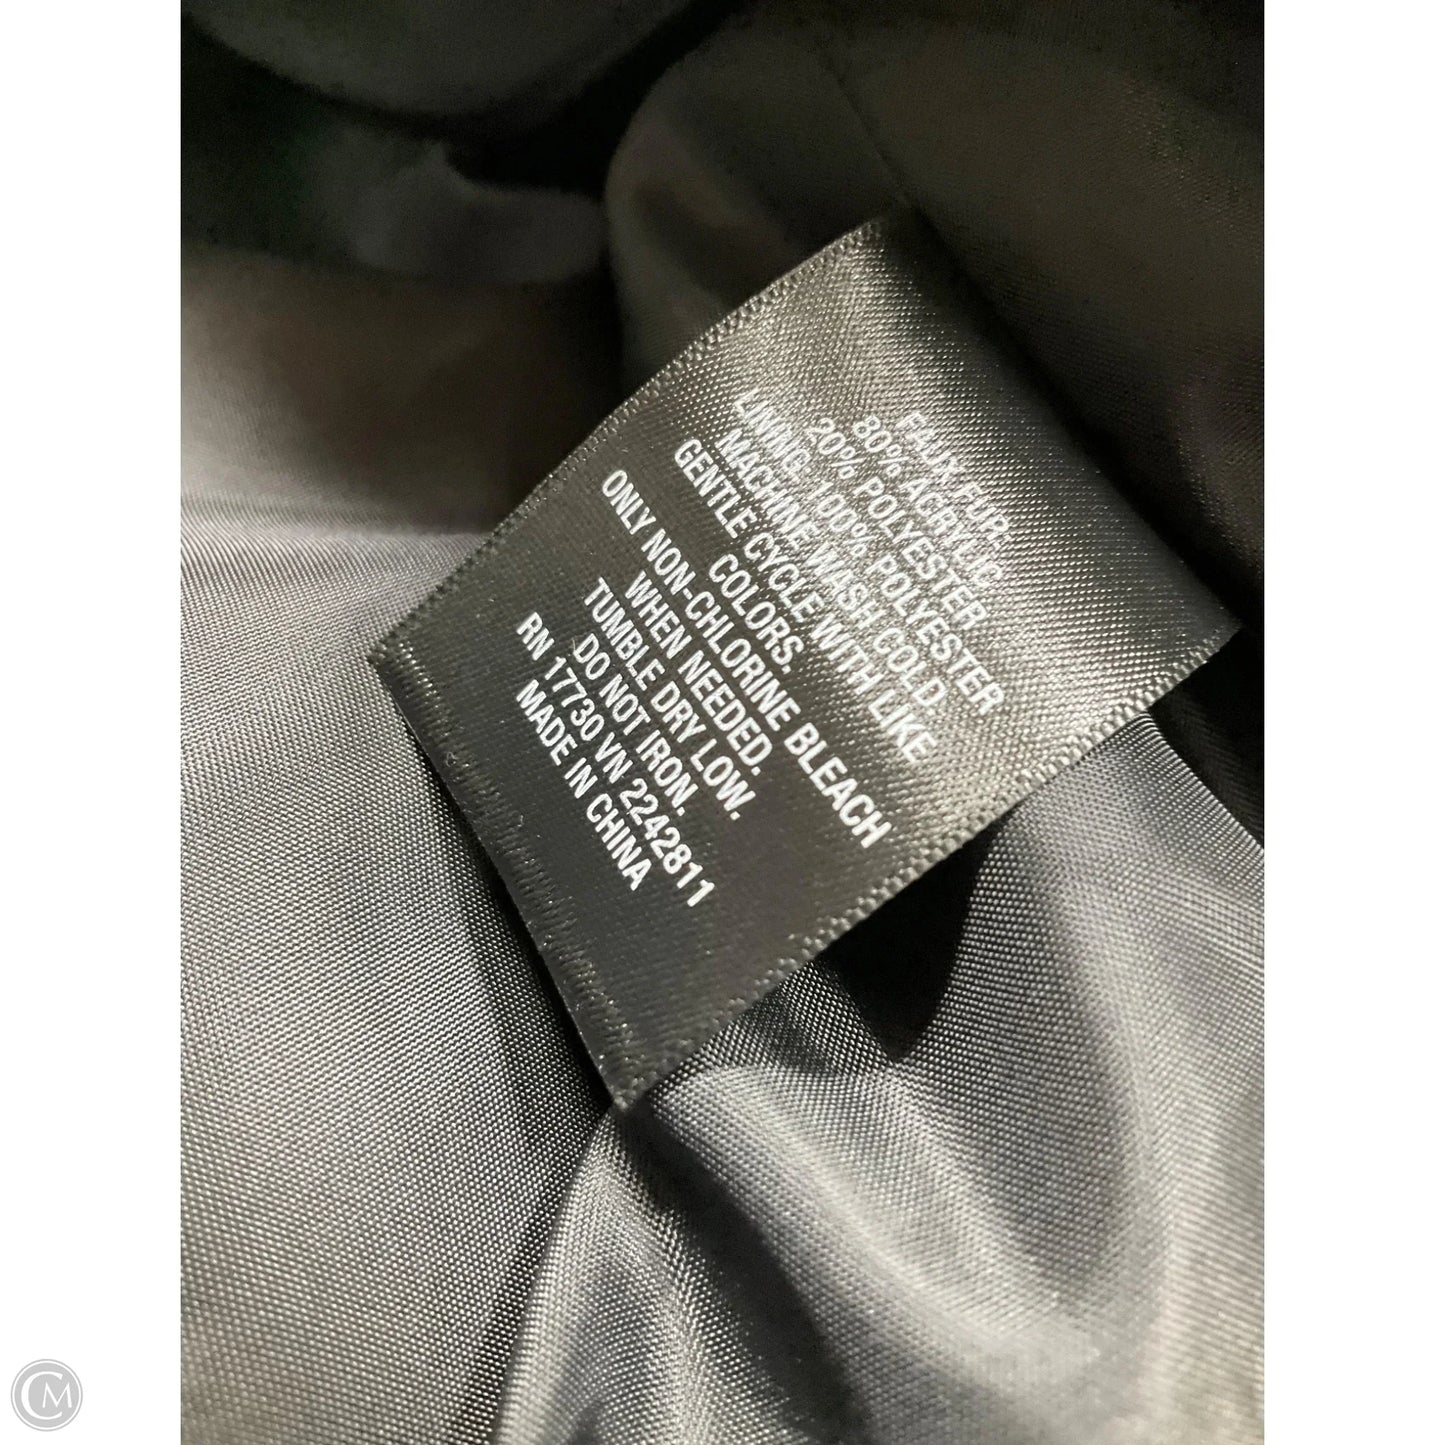 FAUX FUR:
80% ACRYLIC
20% POLYESTER
LINING: 100% POLYESTER
MACHINE WASH COLD
GENTLE CYCLE WITH LIKE
COLORS.
ONLY NON-CHLORINE BLEACH
WHEN NEEDED.
TUMBLE DRY LOW.
DO NOT IRON.
RN 17730 VN 2242811
MADE IN CHINA
CM